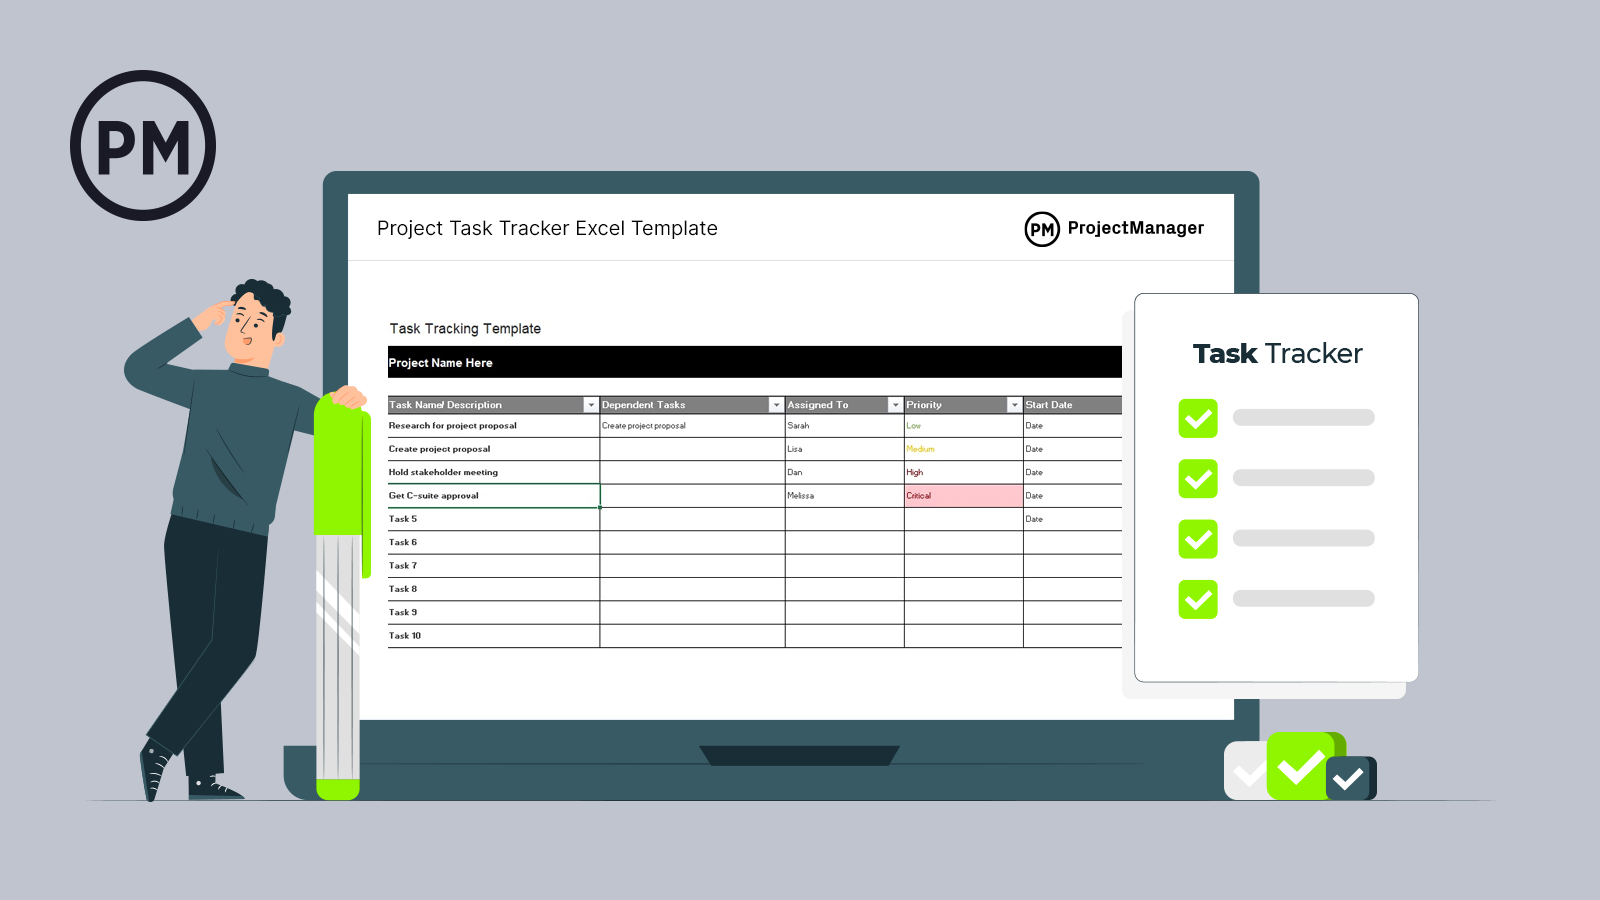 PM
Project Task Tracker Excel Template
PM ProjectManager
Task Tracking Template
Project Name Here
Task Name/ Description Dependent Tasks Assigned To Priority Start Date
Research for project proposal Create project proposal Sarah Low Date
Create project proposal Lisa Medium Date
Hold stakeholder meeting Dan High Date
Get C-suite approval Melissa Critical Date
Task 5 Date
Task 6
Task 7
Task 8
Task 9
Task 10
Task Tracker